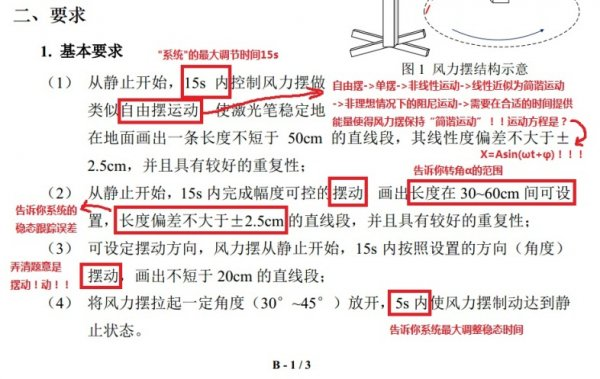 二、要求
1. 基本要求
"系统"的最大调节时间15s
图 1 风力摆结构示意
(1) 从静止开始，15s 内控制风力摆做
类似自由摆运动 使激光笔稳定地
在地面画出一条长度不短于 50cm
的直线段，其线性度偏差不大于±
2.5cm，并且具有较好的重复性；
自由摆->单摆->非线性运动->线性近似为简谐运动
->非理想情况下的阻尼运动->需要在合适的时间提供
能量使得风力摆保持“简谐运动”！！运动方程是？
X=Asin(ωt+φ)！！！
告诉你转角α的范围
(2) 从静止开始，15s 内完成幅度可控的摆动 画出长度在 30~60cm 间可设
置，长度偏差不大于±2.5cm 的直线段，并且具有较好的重复性；
告诉你系统的
稳态跟踪误差
(3) 可设定摆动方向，风力摆从静止开始，15s 内按照设置的方向（角度）
摆动，画出不短于 20cm 的直线段；
弄清题意是
摆动！动！！
(4) 将风力摆拉起一定角度（30°~45°）放开，5s 内使风力摆制动达到静
止状态。
告诉你系统最大调整稳态时间
B - 1 / 3